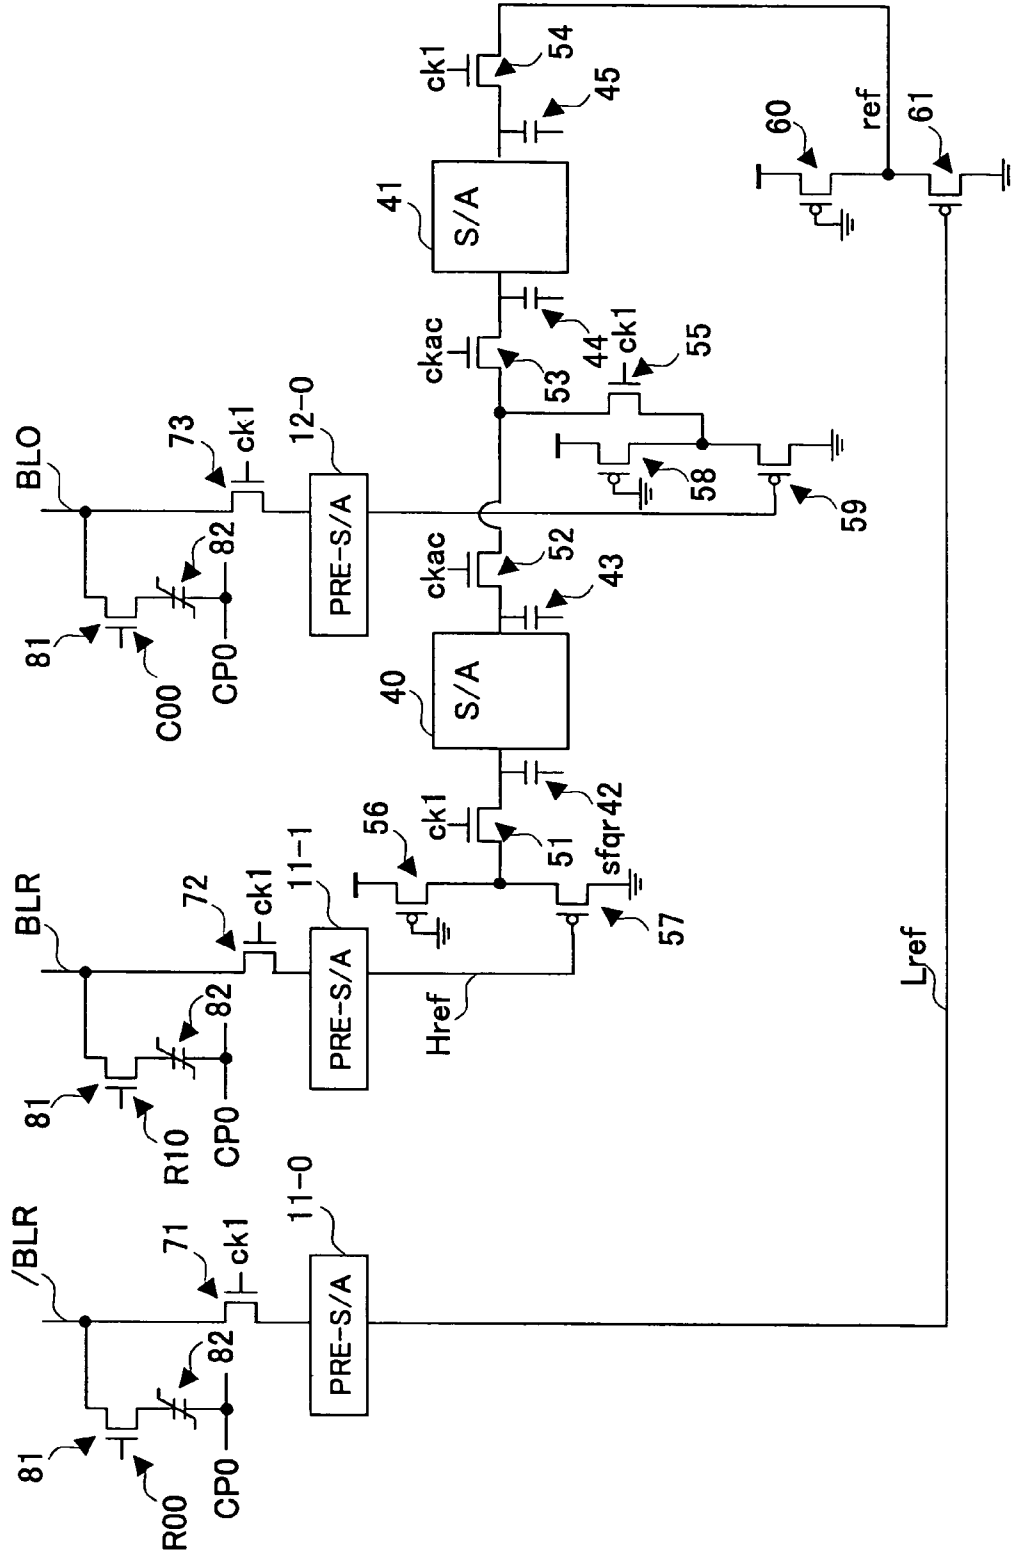 /BLR
81
R00
82
CP0
71
ck1
11-0
PRE-S/A
BLR
81
R10
82
CP0
72
ck1
11-1
PRE-S/A
Href
BLO
81
C00
82
CP0
73
ck1
12-0
PRE-S/A
56
57
sfqr
ck1
51
42
40
S/A
43
ckac
52
58
59
ck1
55
ckac
53
44
41
S/A
45
ck1
54
60
ref
61
Lref